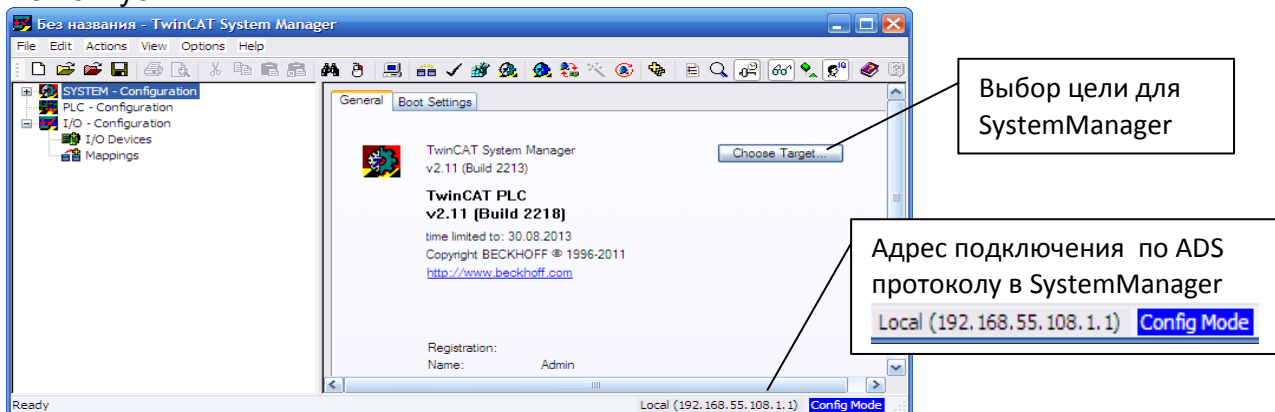 Без названия - TwinCAT System Manager
File Edit Actions View Options Help
SYSTEM - Configuration
PLC - Configuration
I/O - Configuration
I/O Devices
Mappings
General Boot Settings
TwinCAT System Manager
v2.11 (Build 2213)
Choose Target...
TwinCAT PLC
v2.11 (Build 2218)
time limited to: 30.08.2013
Copyright BECKHOFF © 1996-2011
http://www.beckhoff.com
Registration:
Name: Admin
Ready
Local (192.168.55.108.1.1) Config Mode
Выбор цели для
SystemManager
Адрес подключения по ADS
протоколу в SystemManager
Local (192.168.55.108.1.1) Config Mode